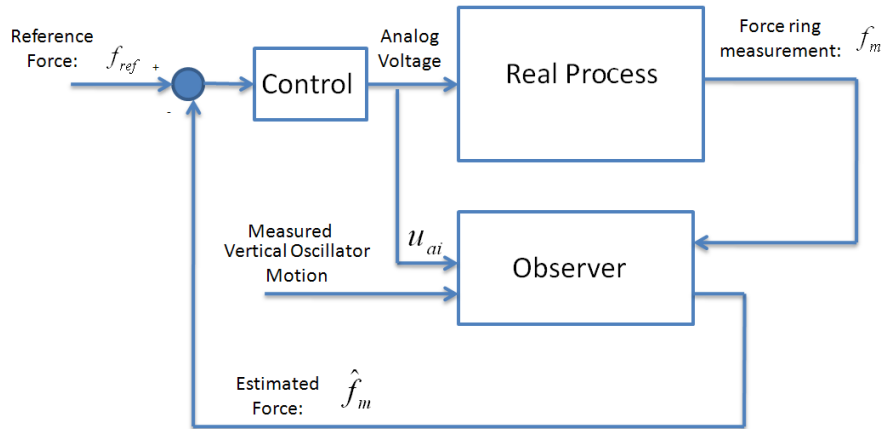 Reference
Force: f_ref + -
Control
Analog
Voltage
Real Process
Force ring
measurement: f_m
Measured
Vertical Oscillator
Motion
u_ai
Observer
Estimated
Force: f̂_m